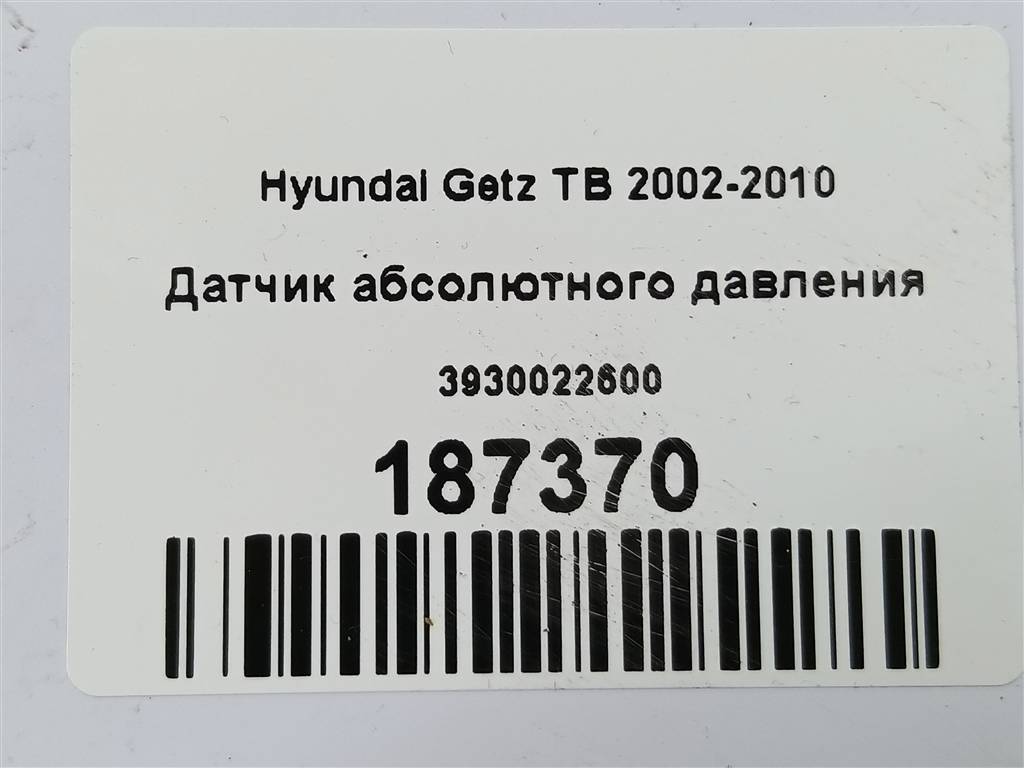 Hyundai Getz TB 2002-2010
Датчик абсолютного давления
3930022600
187370